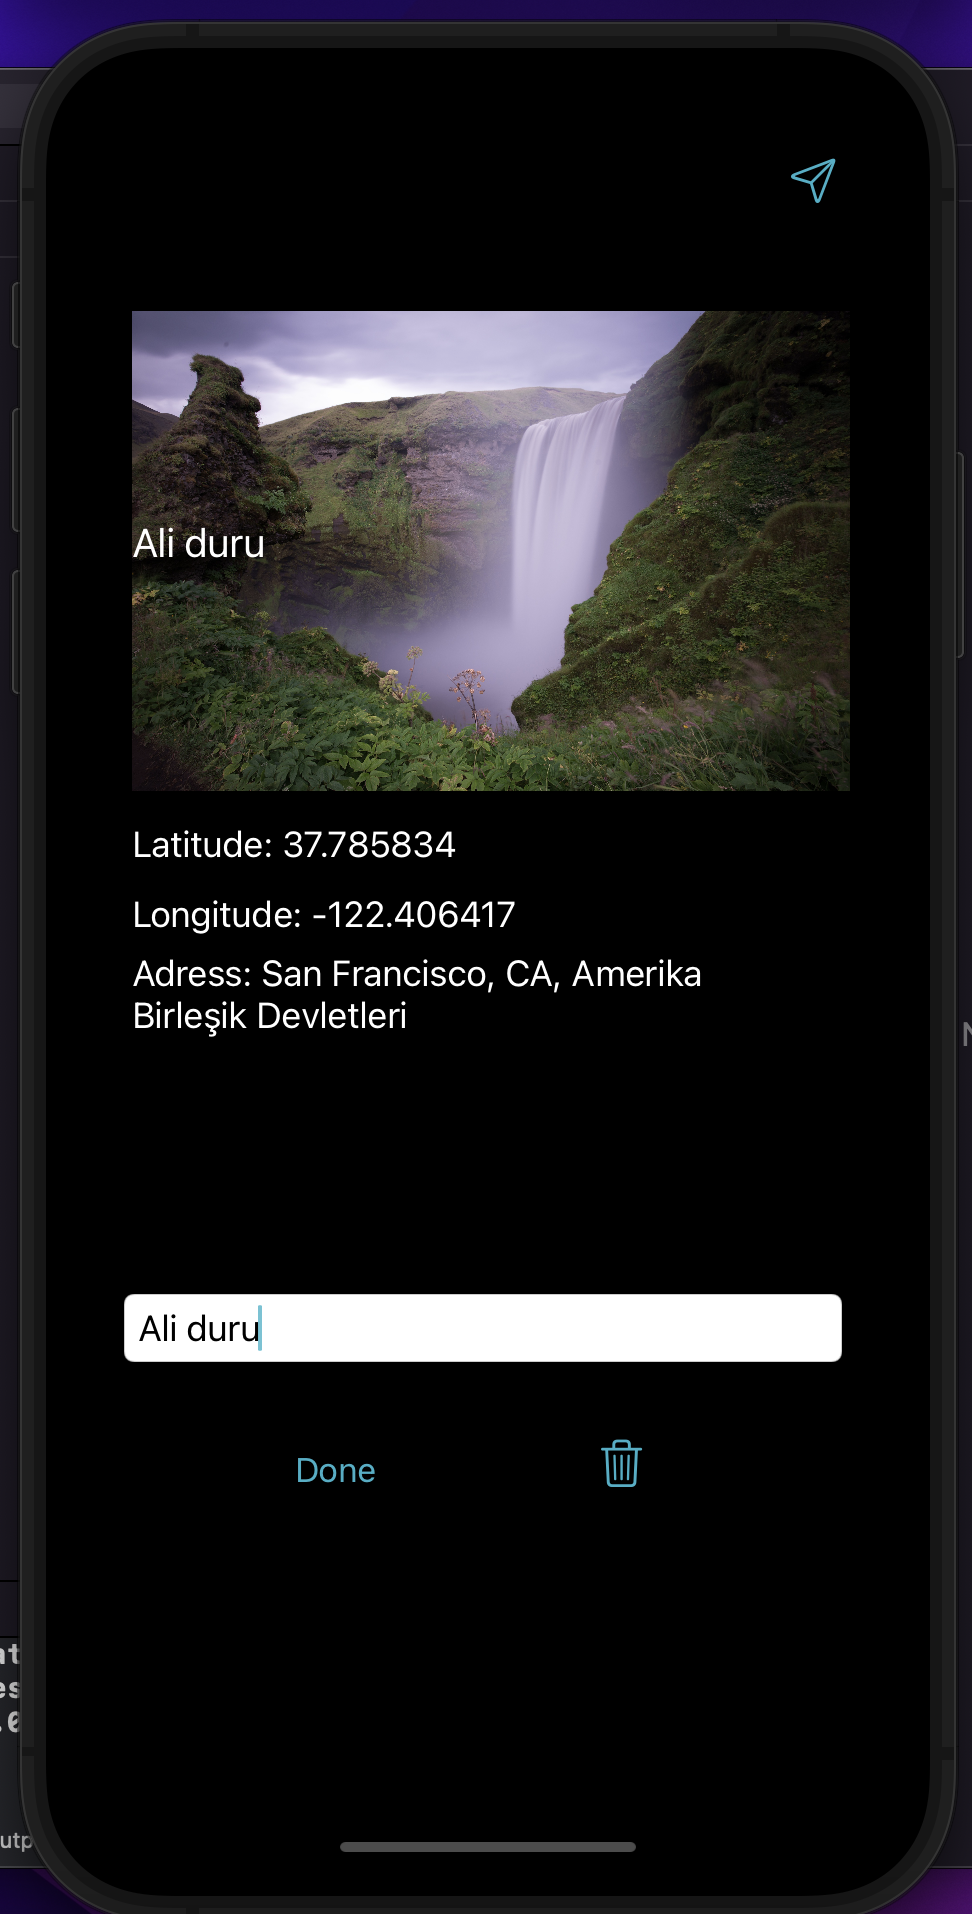 Ali duru
Latitude: 37.785834
Longitude: -122.406417
Adress: San Francisco, CA, Amerika
Birleşik Devletleri
Ali duru
Done